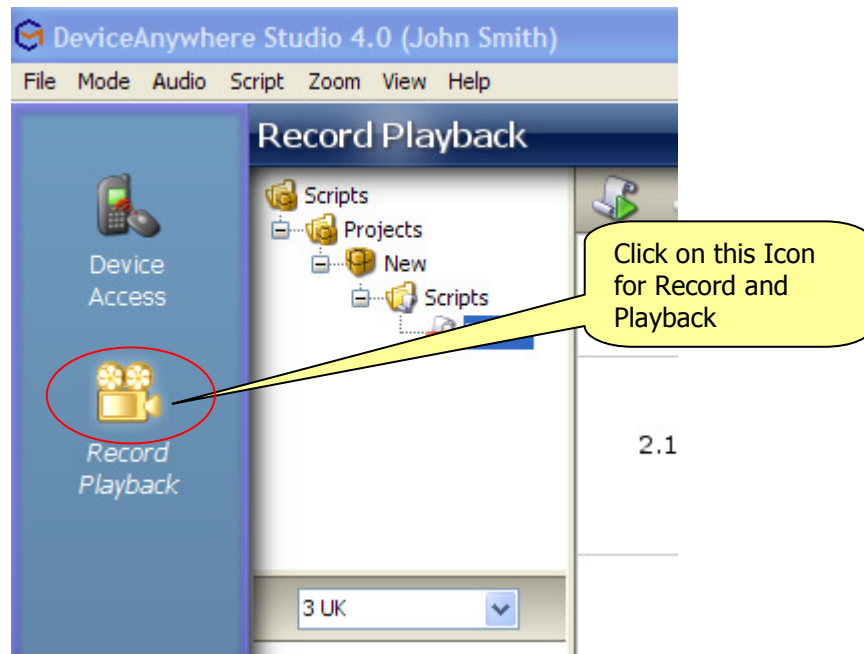 DeviceAnywhere Studio 4.0 (John Smith)
File Mode Audio Script Zoom View Help
Record Playback
Scripts
Projects
New
Scripts
Device
Access
Record
Playback
Click on this Icon
for Record and
Playback
2.1
3 UK